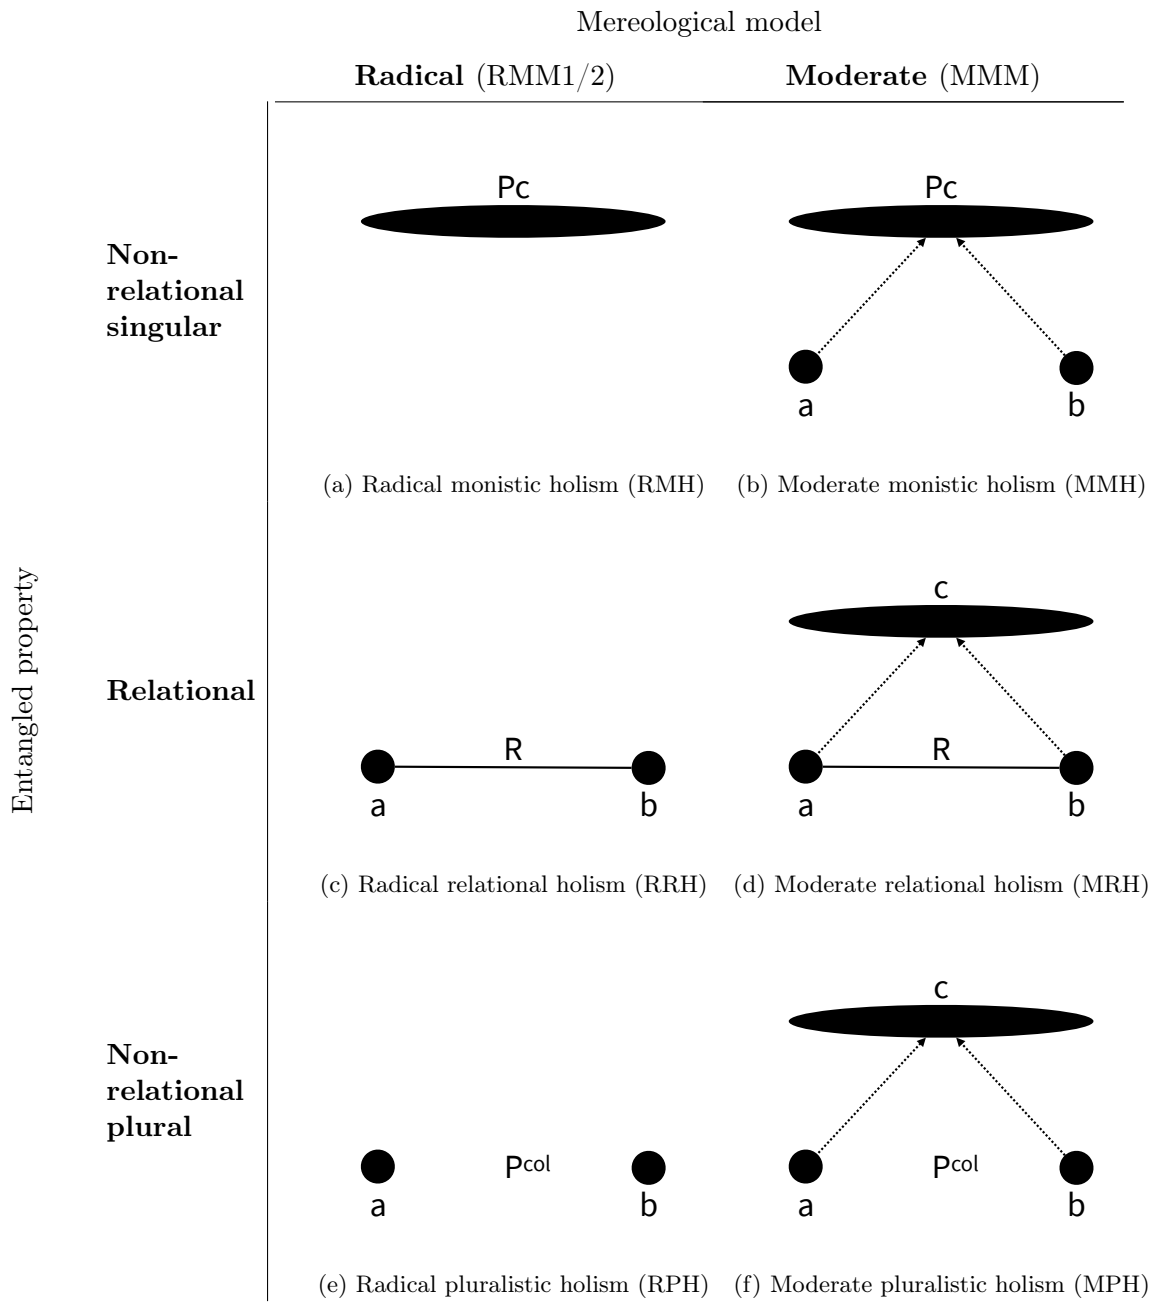 Mereological model
Radical (RMM1/2) Moderate (MMM)
Entangled property
Non-
relational
singular
Pc
Pc
a
b
(a) Radical monistic holism (RMH)
(b) Moderate monistic holism (MMH)
Relational
R
a
b
c
R
a
b
(c) Radical relational holism (RRH)
(d) Moderate relational holism (MRH)
Non-
relational
plural
Pcol
a
b
c
Pcol
a
b
(e) Radical pluralistic holism (RPH)
(f) Moderate pluralistic holism (MPH)